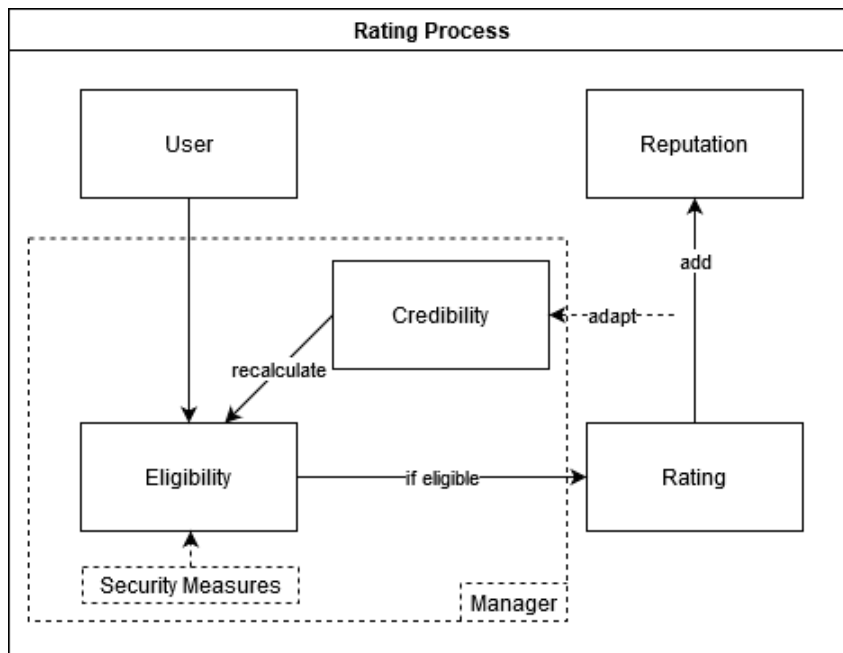 Rating Process
User
Reputation
add
Credibility
adapt
recalculate
Eligibility
if eligible
Rating
Security Measures
Manager